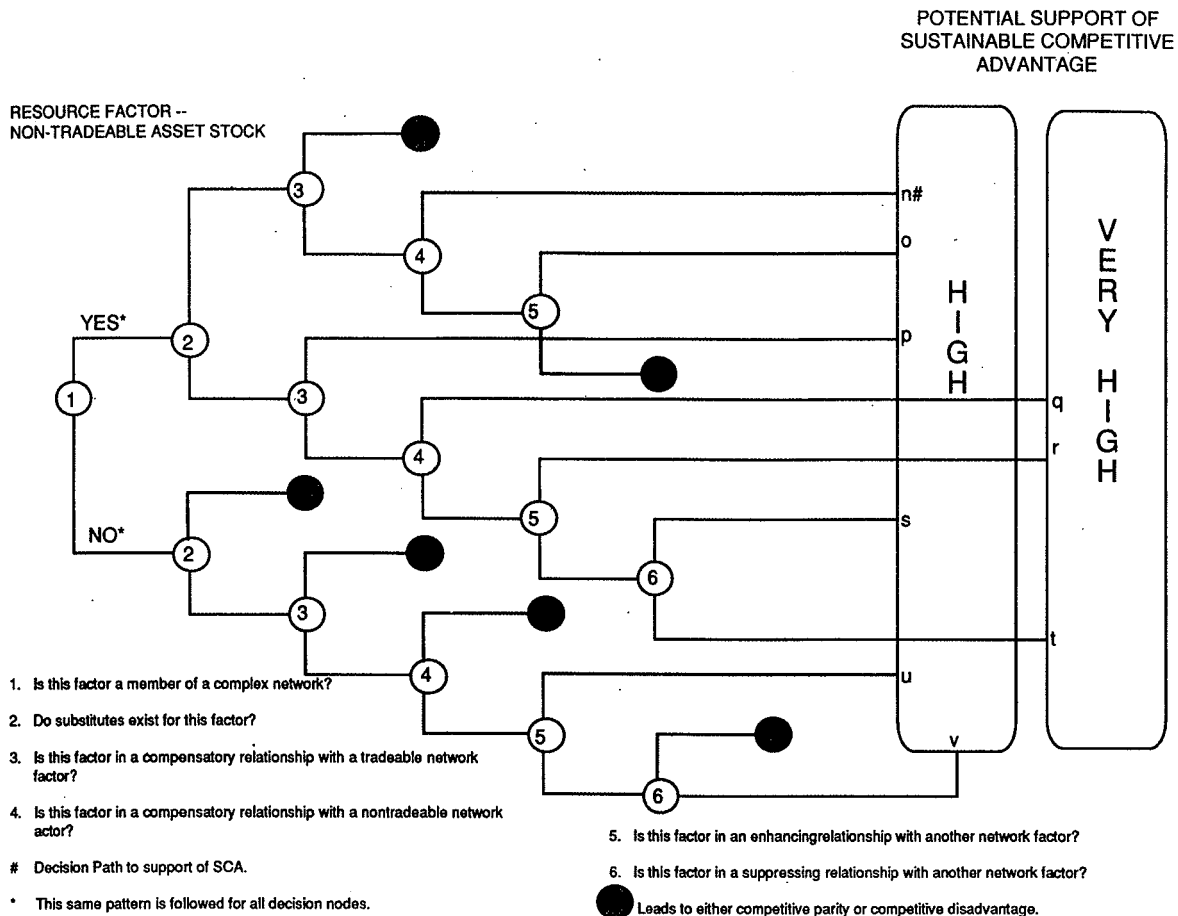 POTENTIAL SUPPORT OF
SUSTAINABLE COMPETITIVE
ADVANTAGE
RESOURCE FACTOR --
NON-TRADEABLE ASSET STOCK
3
n#
4
o
5
YES*
2
p
3
1
q
4
r
5
s
NO*
2
6
3
t
4
u
5
v
6
HIGH
VERY HIGH
1. Is this factor a member of a complex network?
2. Do substitutes exist for this factor?
3. Is this factor in a compensatory relationship with a tradeable network
factor?
4. Is this factor in a compensatory relationship with a nontradeable network
actor?
# Decision Path to support of SCA.
* This same pattern is followed for all decision nodes.
5. Is this factor in an enhancingrelationship with another network factor?
6. Is this factor in a suppressing relationship with another network factor?
Leads to either competitive parity or competitive disadvantage.